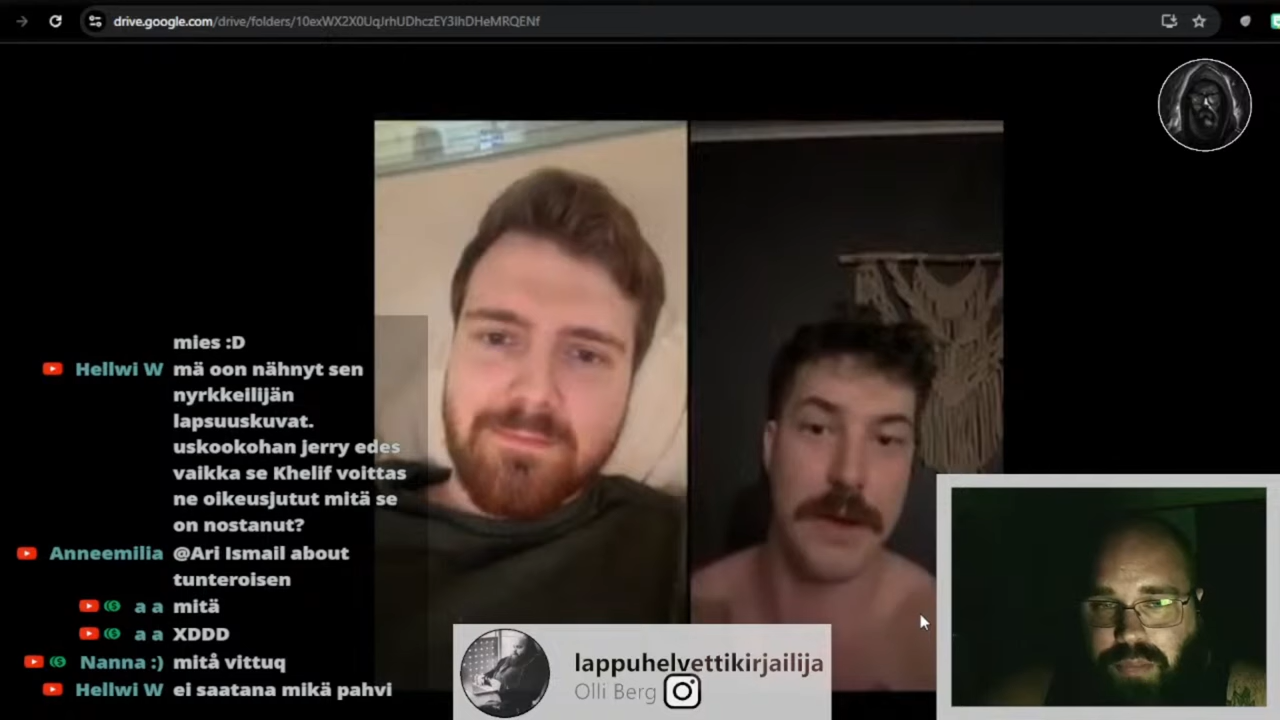 drive.google.com/drive/folders/10exWX2X0UqJrhUDhczEY3IhDHeMRQENf
mies :D
Hellwi W mä oon nähnyt sen
nyrkkeilijän
lapsuuskuvat.
uskookohan jerry edes
vaikka se Khelif voittas
ne oikeusjutut mitä se
on nostanut?
Anneemilia @Ari Ismail about
tunteroisen
a a mitä
a a XDDD
Nanna :) mitå vittuq
Hellwi W ei saatana mikä pahvi
lappuhelvettikirjailija
Olli Berg